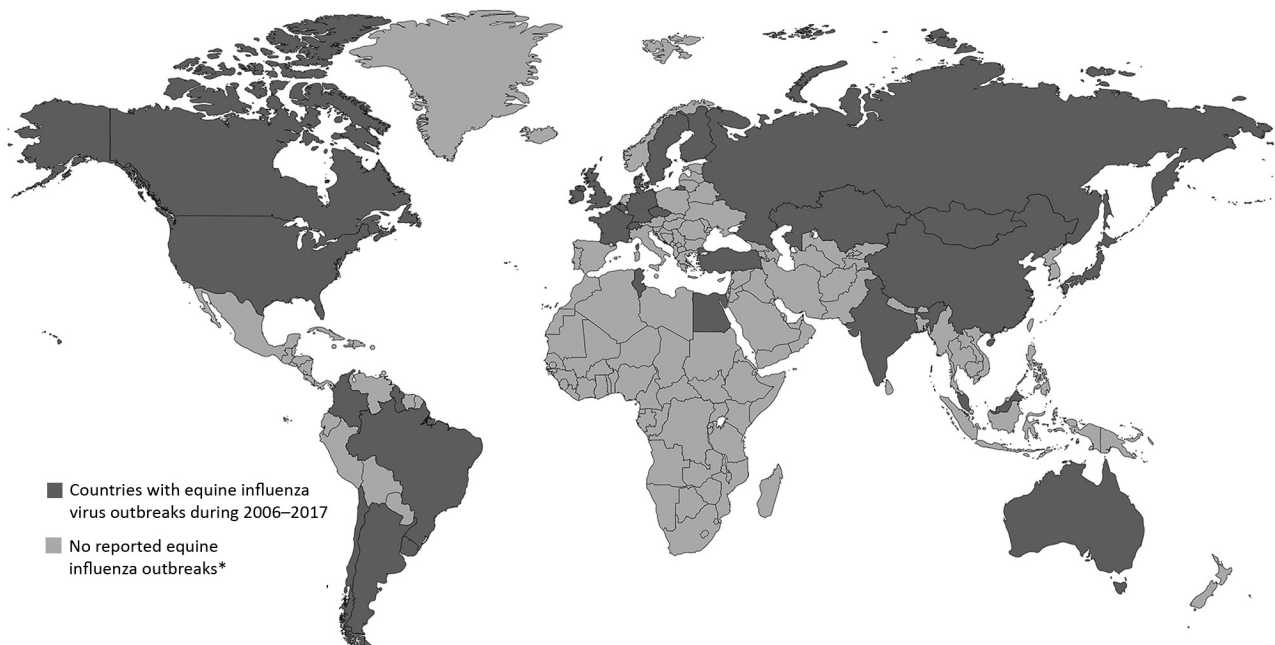 Countries with equine influenza
virus outbreaks during 2006–2017
No reported equine
influenza outbreaks*